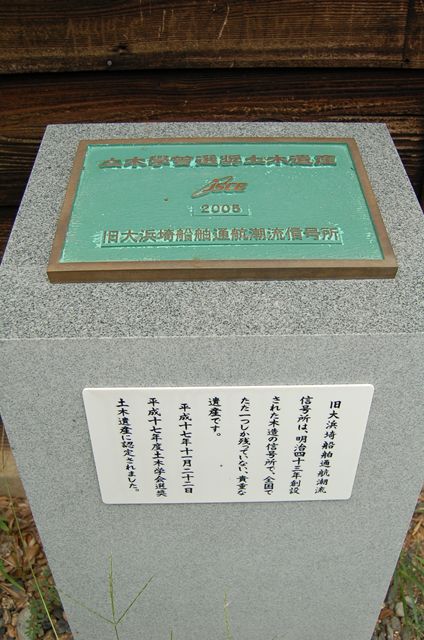 土木學會選奨土木遺産
JSCE
2005
旧大浜埼船舶通航潮流信号所
旧大浜埼船舶通航潮流
信号所は、明治四十三年創設
された木造の信号所で、全国で
たた一つしか残っていない、貴重な
遺産です。
平成十七年十一月二十二日
平成十七年度土木学会選奨
土木遺産に認定されました。